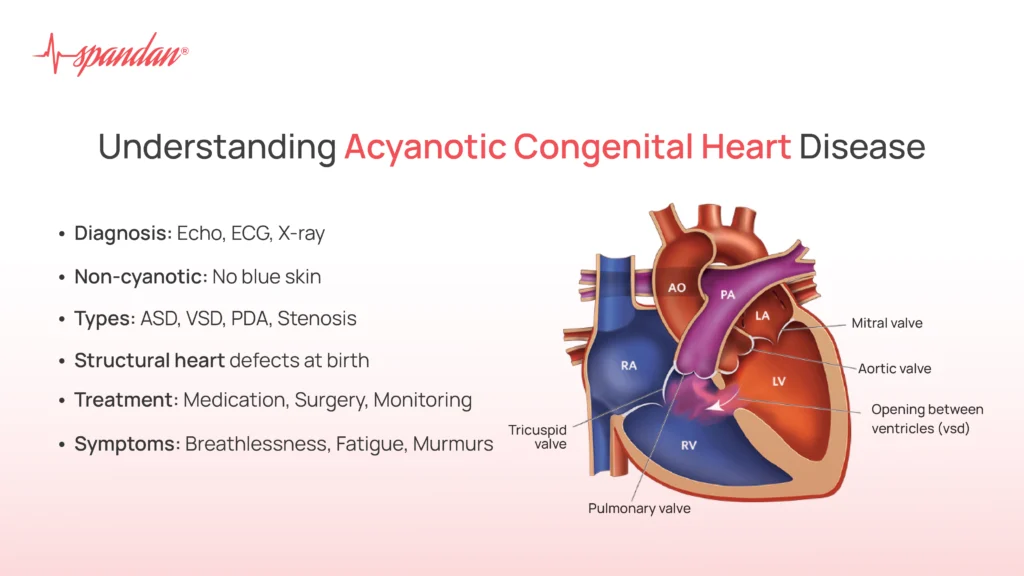 spandan®
Understanding Acyanotic Congenital Heart Disease
• Diagnosis: Echo, ECG, X-ray
• Non-cyanotic: No blue skin
• Types: ASD, VSD, PDA, Stenosis
• Structural heart defects at birth
• Treatment: Medication, Surgery, Monitoring
• Symptoms: Breathlessness, Fatigue, Murmurs
AO
PA
LA
RA
LV
RV
Mitral valve
Aortic valve
Opening between
ventricles (vsd)
Tricuspid
valve
Pulmonary valve